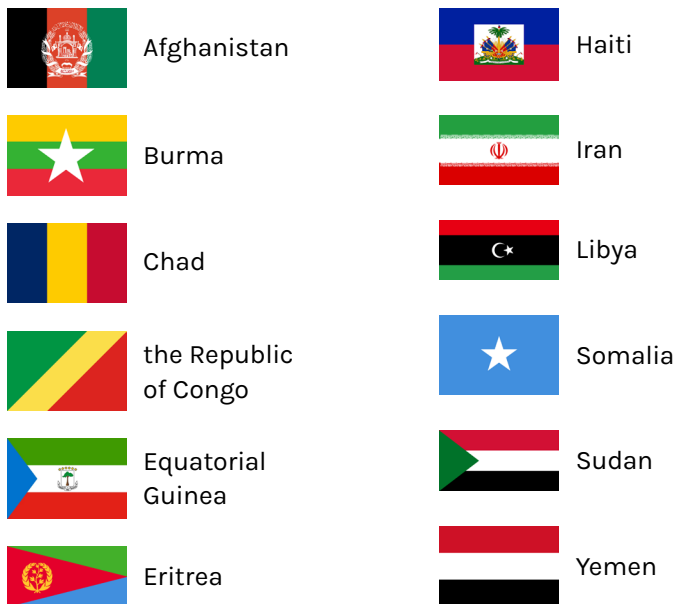 Afghanistan
Burma
Chad
the Republic
of Congo
Equatorial
Guinea
Eritrea
Haiti
Iran
Libya
Somalia
Sudan
Yemen